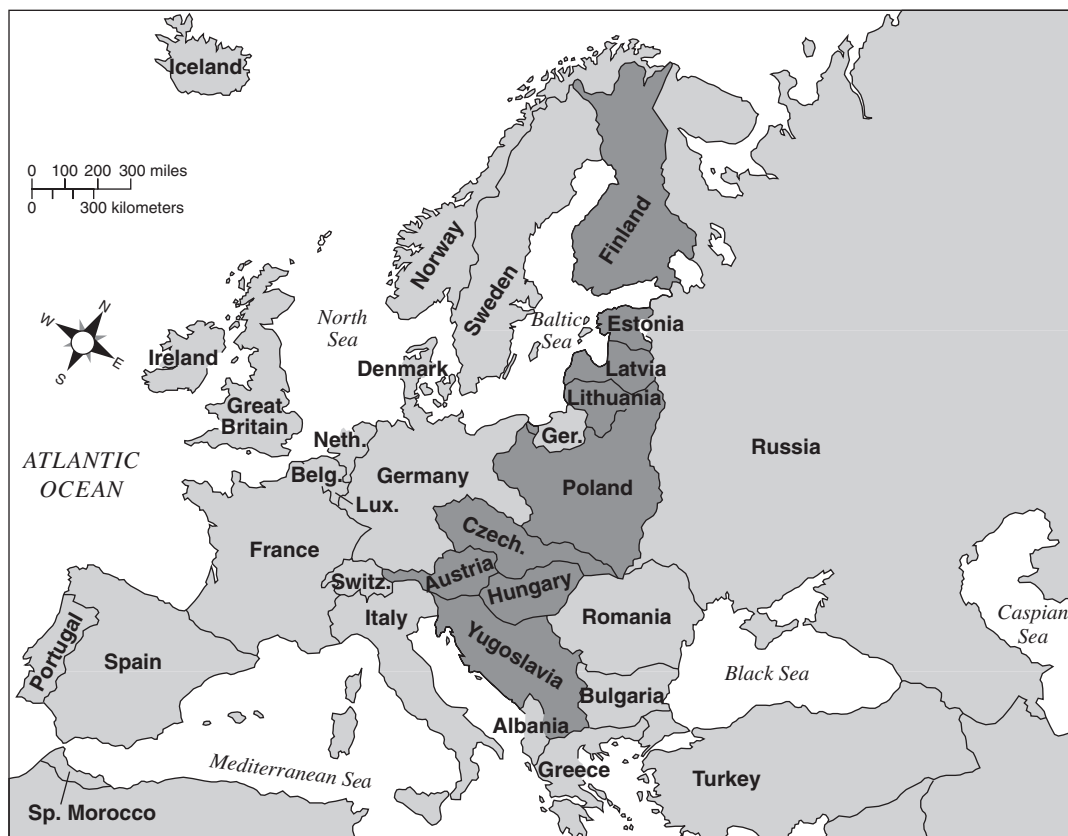 Iceland
0 100 200 300 miles
0 300 kilometers
N
W
E
S
Norway
Sweden
Finland
North
Sea
Baltic
Sea
Estonia
Latvia
Lithuania
Ireland
Denmark
Great
Britain
Neth.
Ger.
ATLANTIC
OCEAN
Belg.
Germany
Poland
Russia
Lux.
Czech.
France
Switz.
Austria
Hungary
Italy
Romania
Caspian
Sea
Portugal
Spain
Yugoslavia
Black Sea
Bulgaria
Albania
Mediterranean Sea
Greece
Turkey
Sp. Morocco